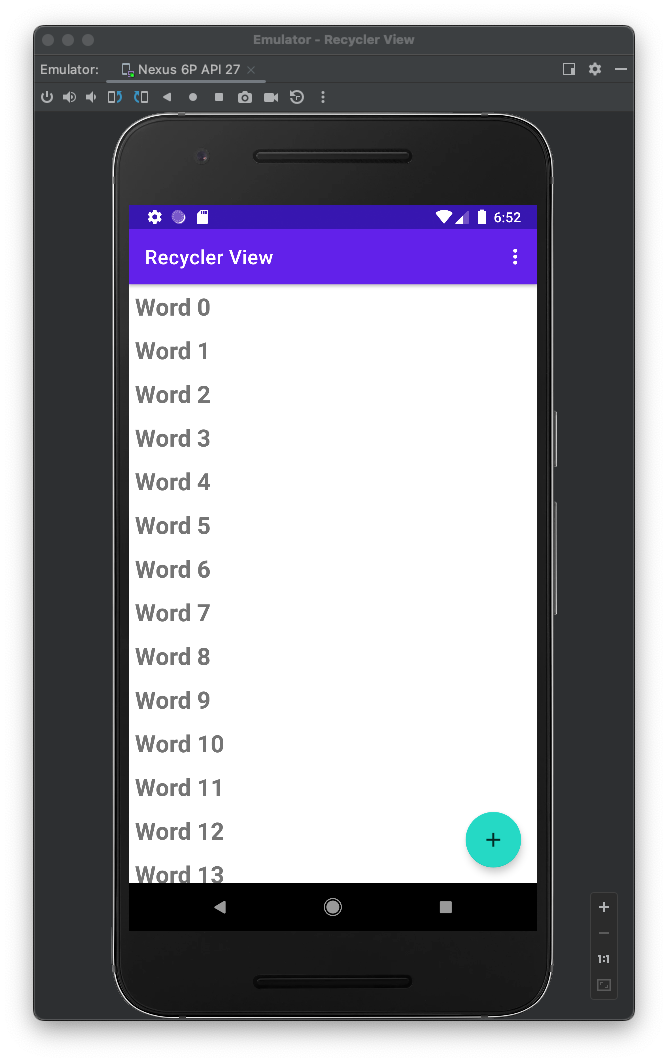 Emulator - Recycler View
Emulator:
Nexus 6P API 27
6:52
Recycler View
Word 0
Word 1
Word 2
Word 3
Word 4
Word 5
Word 6
Word 7
Word 8
Word 9
Word 10
Word 11
Word 12
Word 13
1:1